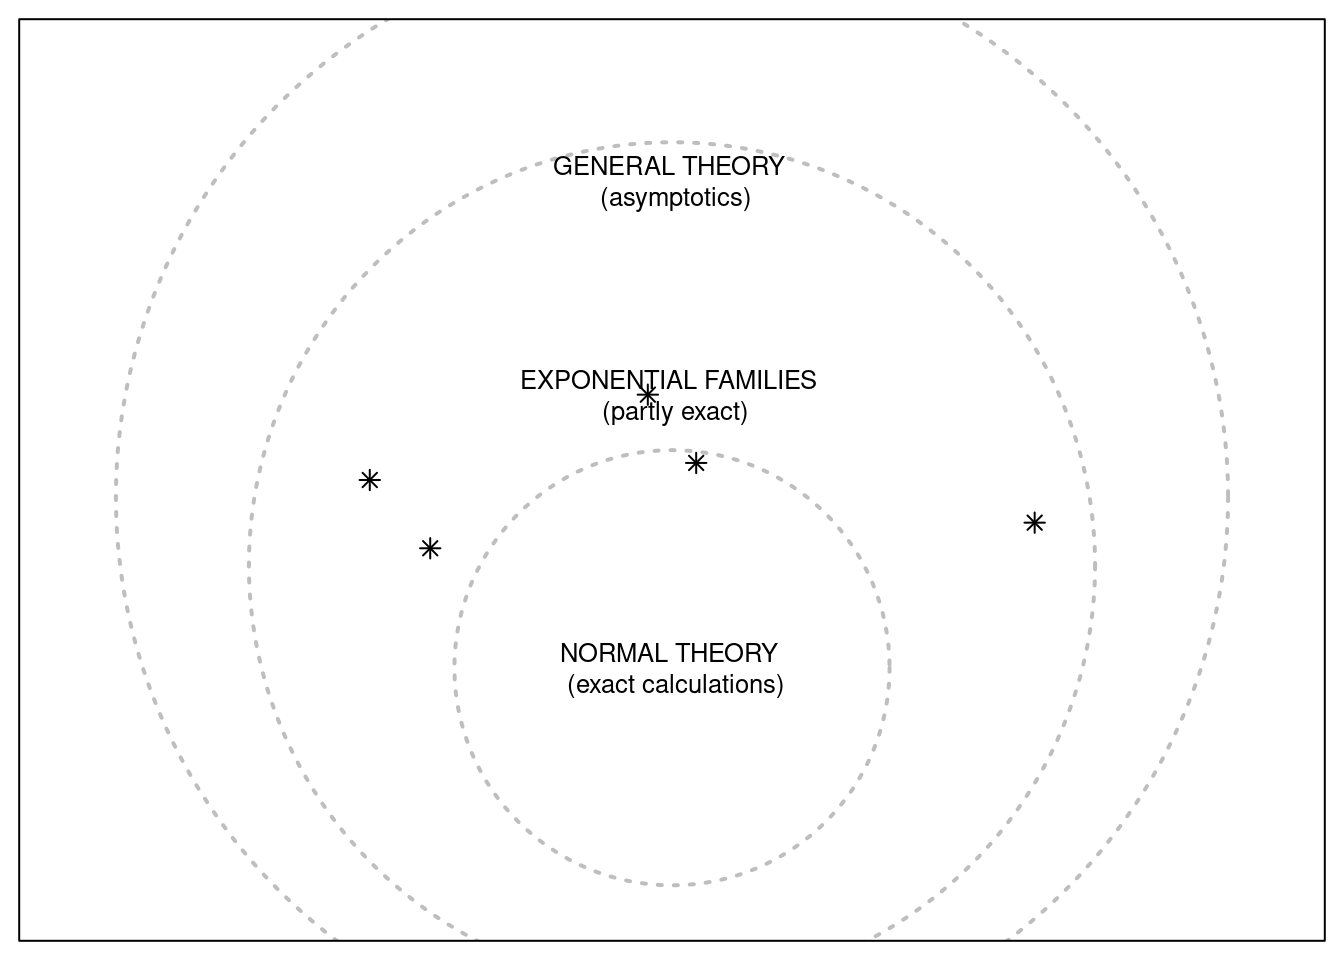 GENERAL THEORY
(asymptotics)
EXPONENTIAL FAMILIES
(partly exact)
NORMAL THEORY
(exact calculations)